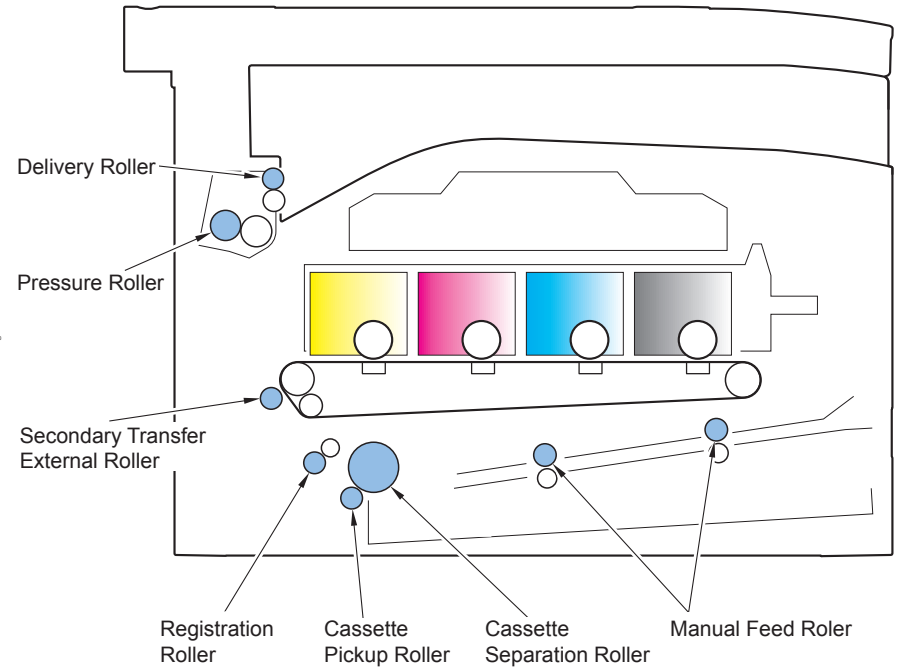 Delivery Roller
Pressure Roller
Secondary Transfer
External Roller
Registration
Roller
Cassette
Pickup Roller
Cassette
Separation Roller
Manual Feed Roler